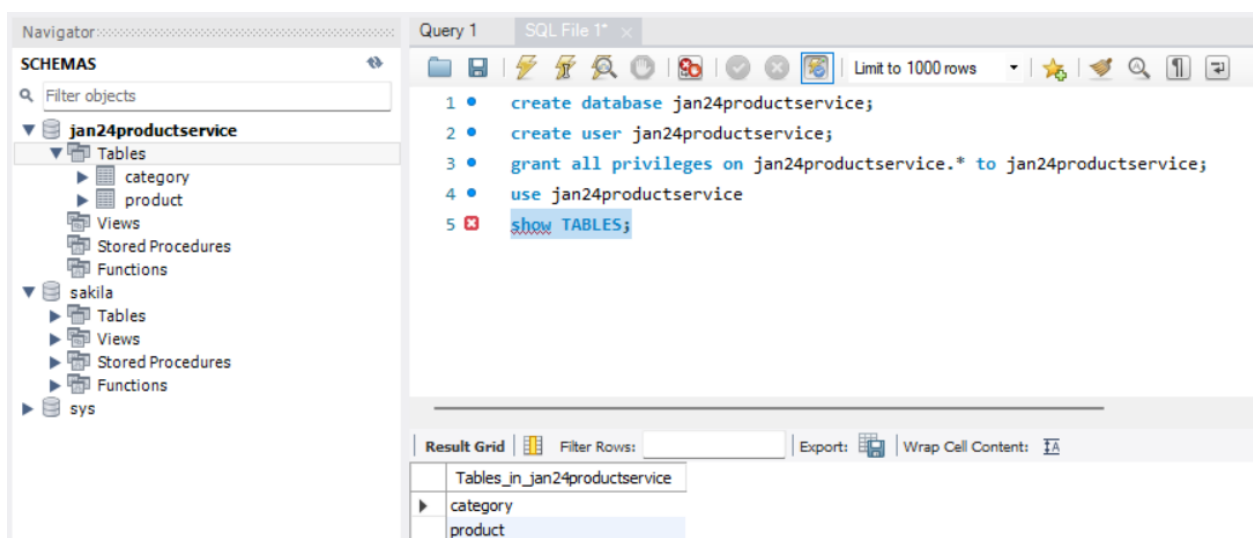 Navigator
SCHEMAS
Filter objects
jan24productservice
Tables
category
product
Views
Stored Procedures
Functions
sakila
Tables
Views
Stored Procedures
Functions
sys
Query 1 SQL File 1*
Limit to 1000 rows
1 create database jan24productservice;
2 create user jan24productservice;
3 grant all privileges on jan24productservice.* to jan24productservice;
4 use jan24productservice
5 show TABLES;
Result Grid Filter Rows: Export: Wrap Cell Content:
Tables_in_jan24productservice
category
product